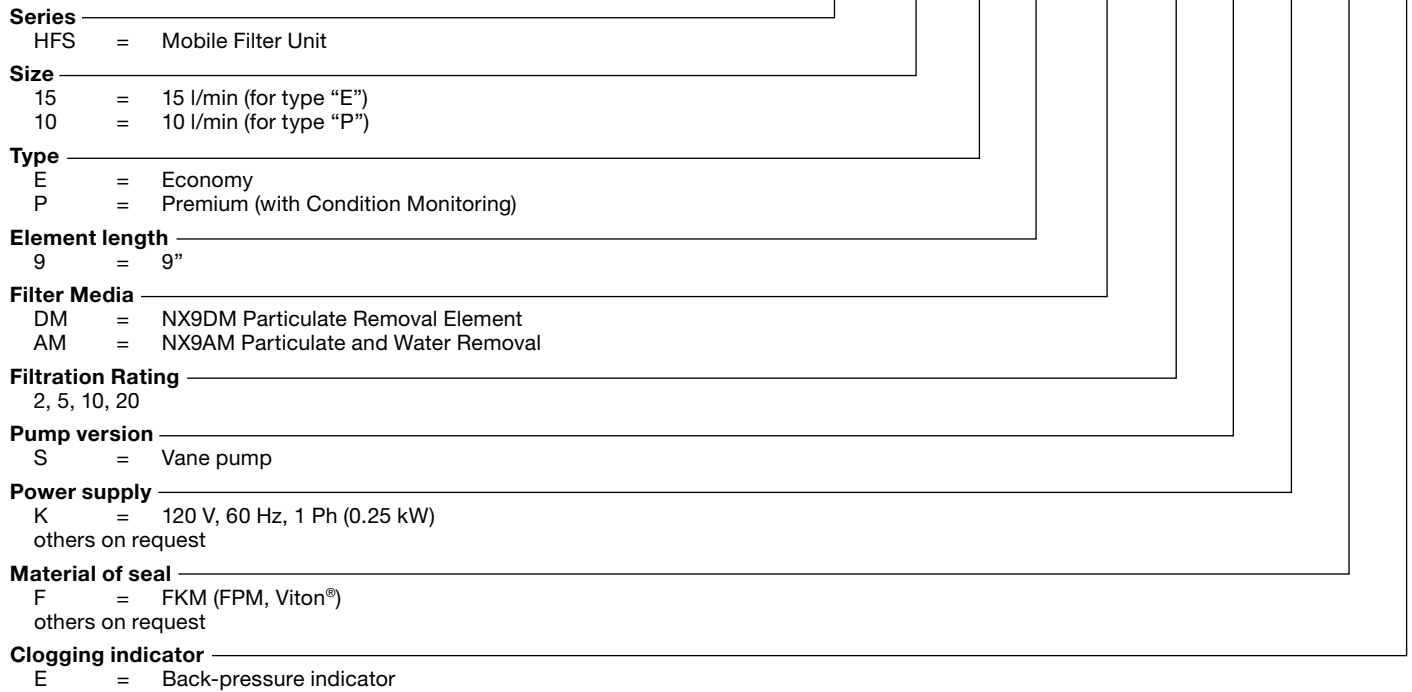 Series
HFS = Mobile Filter Unit
Size
15 = 15 l/min (for type “E”)
10 = 10 l/min (for type “P”)
Type
E = Economy
P = Premium (with Condition Monitoring)
Element length
9 = 9”
Filter Media
DM = NX9DM Particulate Removal Element
AM = NX9AM Particulate and Water Removal
Filtration Rating
2, 5, 10, 20
Pump version
S = Vane pump
Power supply
K = 120 V, 60 Hz, 1 Ph (0.25 kW)
others on request
Material of seal
F = FKM (FPM, Viton®)
others on request
Clogging indicator
E = Back-pressure indicator